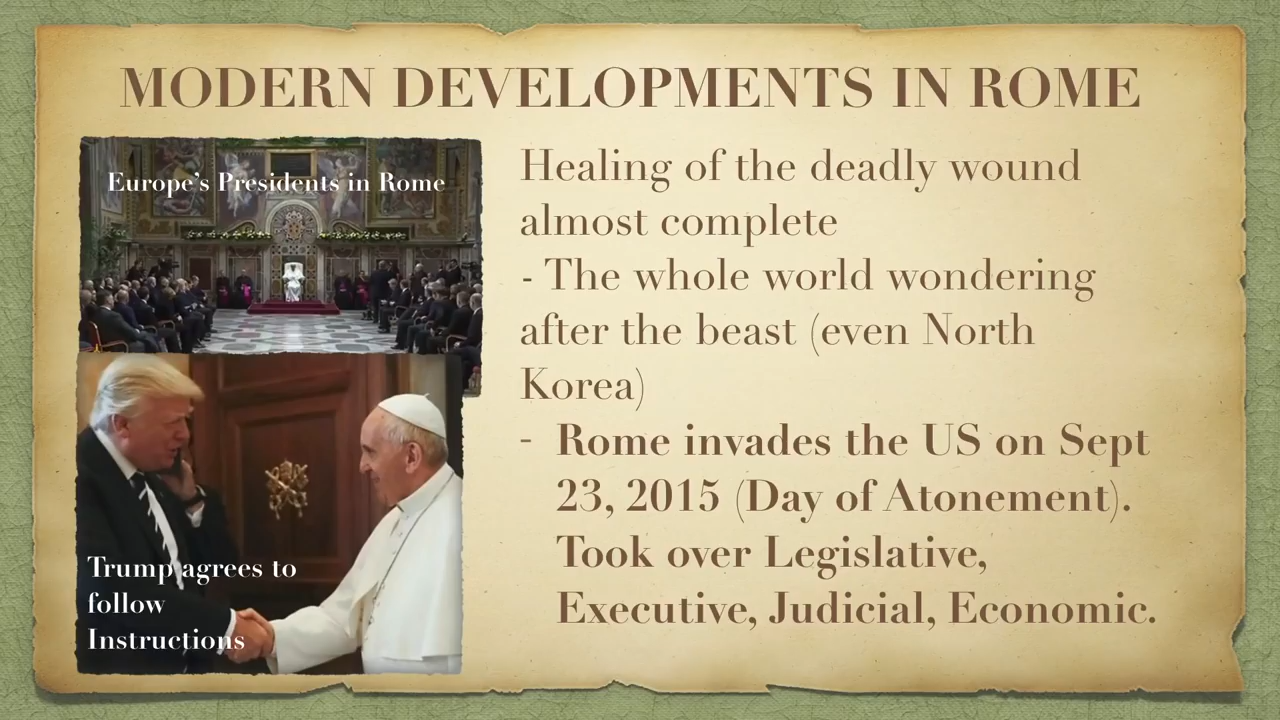 MODERN DEVELOPMENTS IN ROME
Europe's Presidents in Rome
Trump agrees to
follow
Instructions
Healing of the deadly wound
almost complete
- The whole world wondering
after the beast (even North
Korea)
- Rome invades the US on Sept
23, 2015 (Day of Atonement).
Took over Legislative,
Executive, Judicial, Economic.